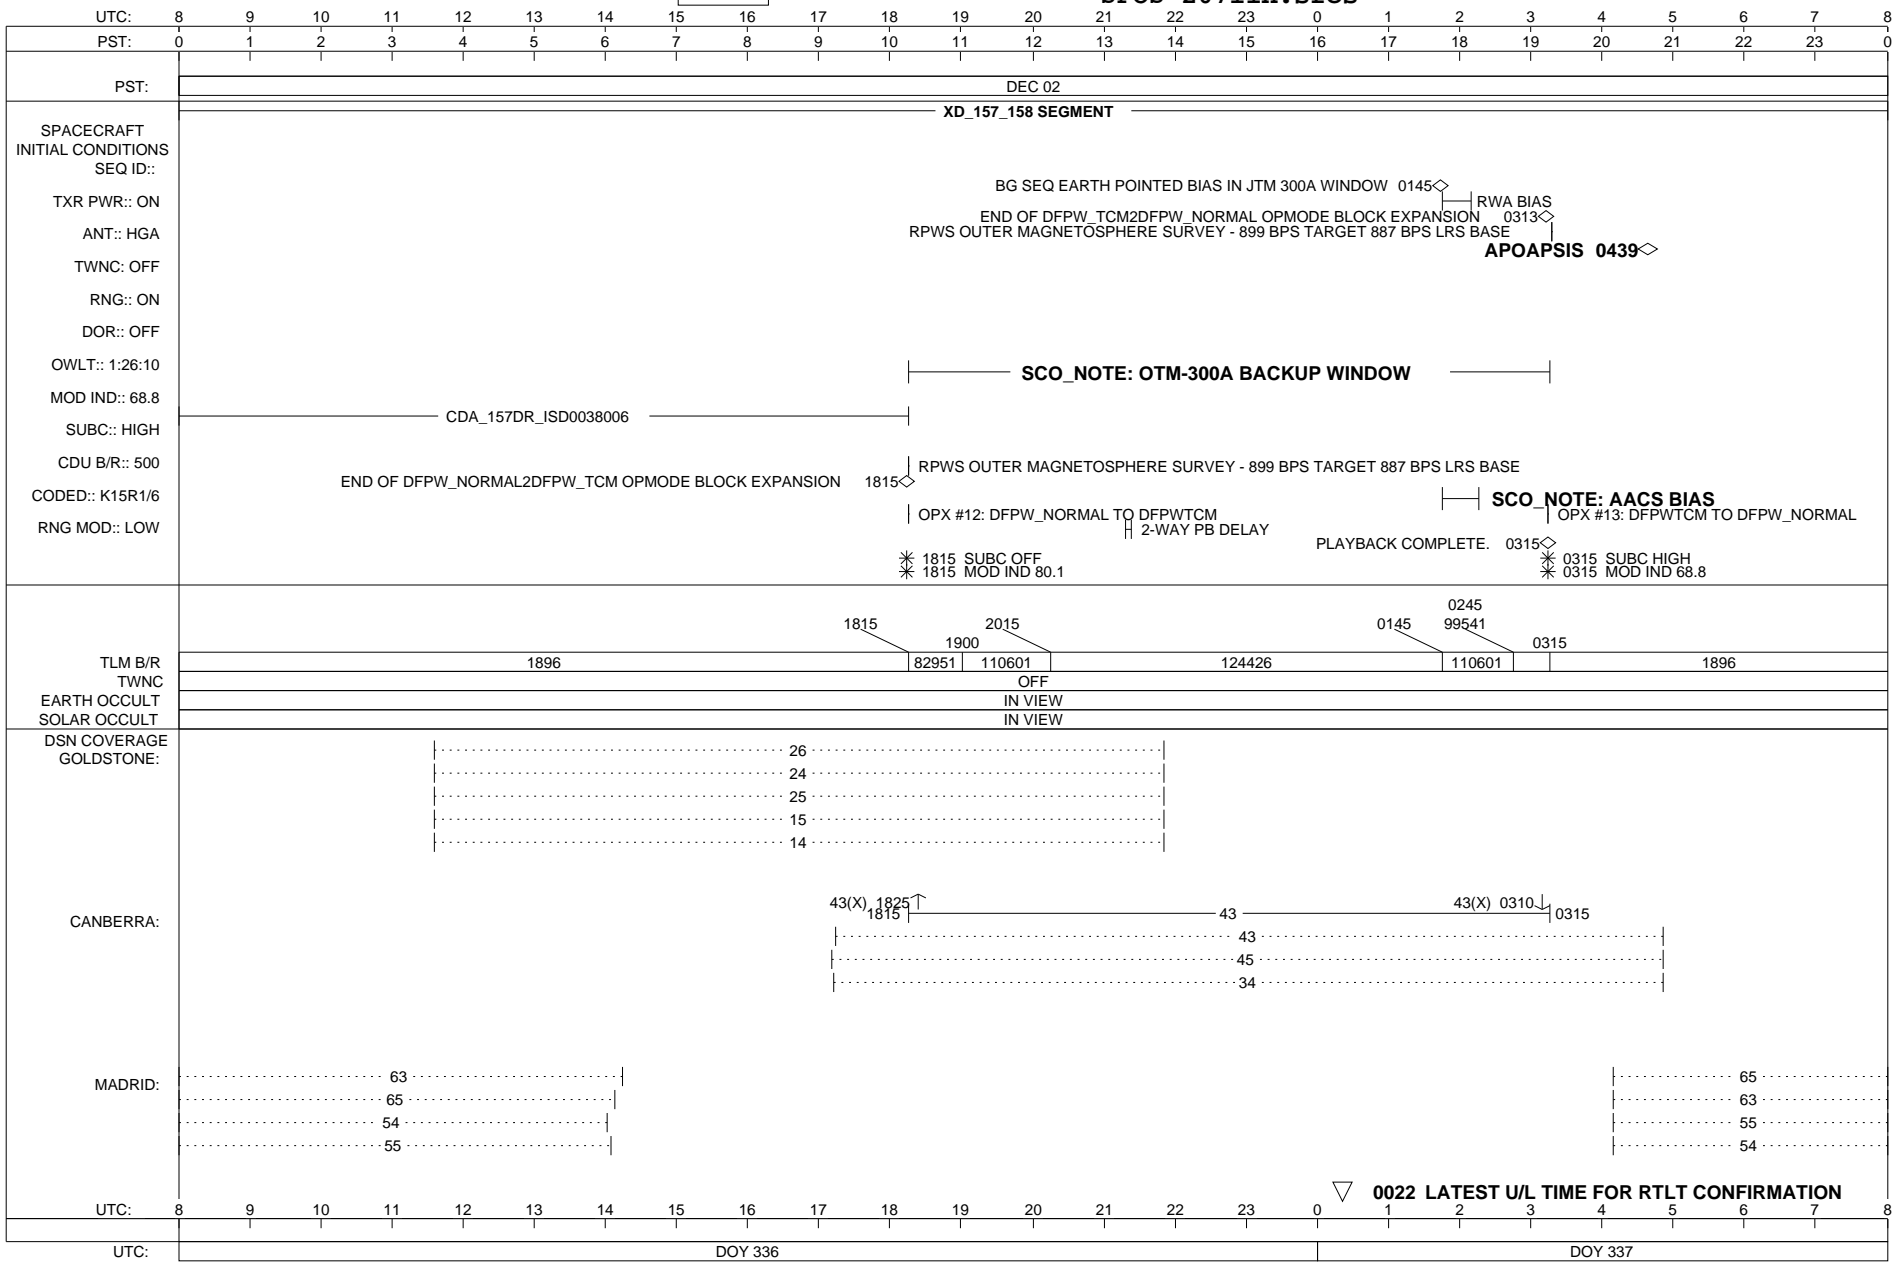 UTC: 8 9 10 11 12 13 14 15 16 17 18 19 20 21 22 23 0 1 2 3 4 5 6 7 8
PST: 0 1 2 3 4 5 6 7 8 9 10 11 12 13 14 15 16 17 18 19 20 21 22 23 0
PST: DEC 02
XD_157_158 SEGMENT
SPACECRAFT
INITIAL CONDITIONS
SEQ ID::
BG SEQ EARTH POINTED BIAS IN JTM 300A WINDOW 0145
TXR PWR:: ON
RWA BIAS
END OF DFPW_TCM2DFPW_NORMAL OPMODE BLOCK EXPANSION 0313
ANT:: HGA
RPWS OUTER MAGNETOSPHERE SURVEY - 899 BPS TARGET 887 BPS LRS BASE
APOAPSIS 0439
TWNC: OFF
RNG:: ON
DOR:: OFF
OWLT:: 1:26:10
SCO_NOTE: OTM-300A BACKUP WINDOW
MOD IND:: 68.8
CDA_157DR_ISD0038006
SUBC:: HIGH
CDU B/R:: 500
RPWS OUTER MAGNETOSPHERE SURVEY - 899 BPS TARGET 887 BPS LRS BASE
END OF DFPW_NORMAL2DFPW_TCM OPMODE BLOCK EXPANSION 1815
CODED:: K15R1/6
SCO_NOTE: AACS BIAS
OPX #12: DFPW_NORMAL TO DFPWTCM
OPX #13: DFPWTCM TO DFPW_NORMAL
RNG MOD:: LOW
2-WAY PB DELAY
PLAYBACK COMPLETE. 0315
1815 SUBC OFF
0315 SUBC HIGH
1815 MOD IND 80.1
0315 MOD IND 68.8
0245
1815 2015 0145 99541
1900 0315
TLM B/R 1896 82951 110601 124426 110601 1896
TWNC OFF
EARTH OCCULT IN VIEW
SOLAR OCCULT IN VIEW
DSN COVERAGE
GOLDSTONE:
26
24
25
15
14
43(X) 1825 43(X) 0310
CANBERRA: 1815 43 0315
43
45
34
MADRID:
63 65
65 63
54 55
55 54
0022 LATEST U/L TIME FOR RTLT CONFIRMATION
UTC: 8 9 10 11 12 13 14 15 16 17 18 19 20 21 22 23 0 1 2 3 4 5 6 7 8
UTC: DOY 336 DOY 337